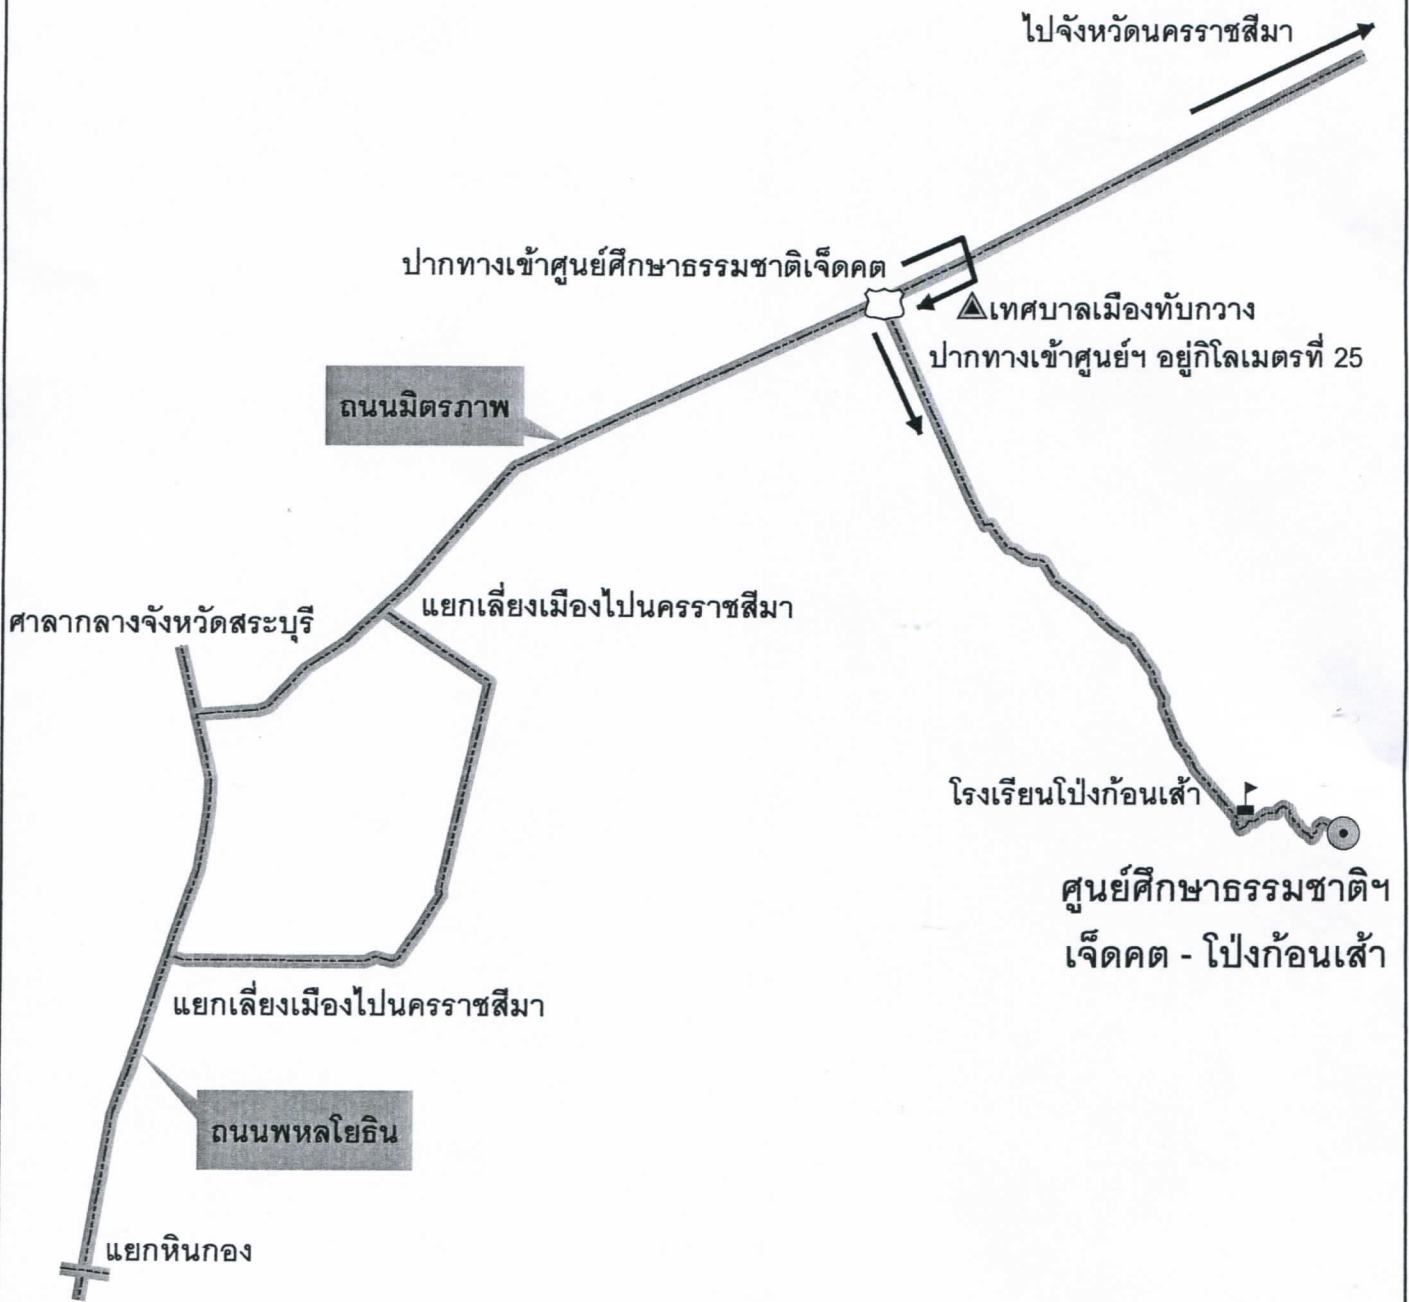 ไปจังหวัดนครราชสีมา
ปากทางเข้าศูนย์ศึกษาธรรมชาติเจ็ดคต
เทศบาลเมืองทับกวาง
ปากทางเข้าศูนย์ฯ อยู่กิโลเมตรที่ 25
ถนนมิตรภาพ
แยกเลี่ยงเมืองไปนครราชสีมา
ศาลากลางจังหวัดสระบุรี
โรงเรียนโป่งก้อนเส้า
ศูนย์ศึกษาธรรมชาติฯ
เจ็ดคต - โป่งก้อนเส้า
แยกเลี่ยงเมืองไปนครราชสีมา
ถนนพหลโยธิน
แยกหินกอง